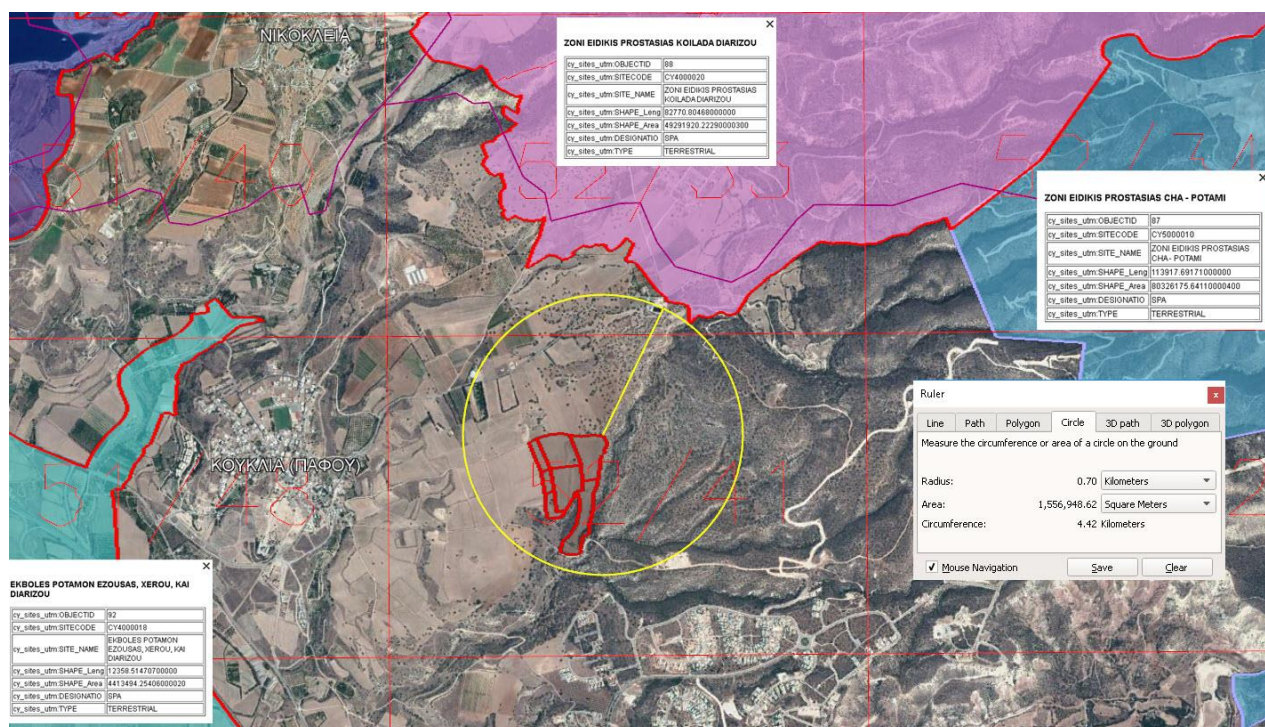 ΝΙΚΟΚΛΕΙΑ
ZONI EIDIKIS PROSTASIAS KOILADA DIARIZOU
cy_sites_utm:OBJECTID 88
cy_sites_utm:SITECODE CY4000020
cy_sites_utm:SITE_NAME ZONI EIDIKIS PROSTASIAS
KOILADA DIARIZOU
cy_sites_utm:SHAPE_Leng 82770.80468000000
cy_sites_utm:SHAPE_Area 49291920.22290000300
cy_sites_utm:DESIGNATIO SPA
cy_sites_utm:TYPE TERRESTRIAL
ZONI EIDIKIS PROSTASIAS CHA - POTAMI
cy_sites_utm:OBJECTID 87
cy_sites_utm:SITECODE CY5000010
cy_sites_utm:SITE_NAME ZONI EIDIKIS PROSTASIAS
CHA- POTAMI
cy_sites_utm:SHAPE_Leng 113917.69171000000
cy_sites_utm:SHAPE_Area 80326175.64110000400
cy_sites_utm:DESIGNATIO SPA
cy_sites_utm:TYPE TERRESTRIAL
ΚΟΥΚΛΙΑ (ΠΑΦΟΥ)
Ruler
Line Path Polygon Circle 3D path 3D polygon
Measure the circumference or area of a circle on the ground
Radius: 0.70 Kilometers
Area: 1,556,948.62 Square Meters
Circumference: 4.42 Kilometers
Mouse Navigation Save Clear
EKBOLES POTAMON EZOUSAS, XEROU, KAI
DIARIZOU
cy_sites_utm:OBJECTID 92
cy_sites_utm:SITECODE CY4000018
cy_sites_utm:SITE_NAME EKBOLES POTAMON
EZOUSAS, XEROU, KAI
DIARIZOU
cy_sites_utm:SHAPE_Leng 12358.51470700000
cy_sites_utm:SHAPE_Area 4413494.25406000020
cy_sites_utm:DESIGNATIO SPA
cy_sites_utm:TYPE TERRESTRIAL